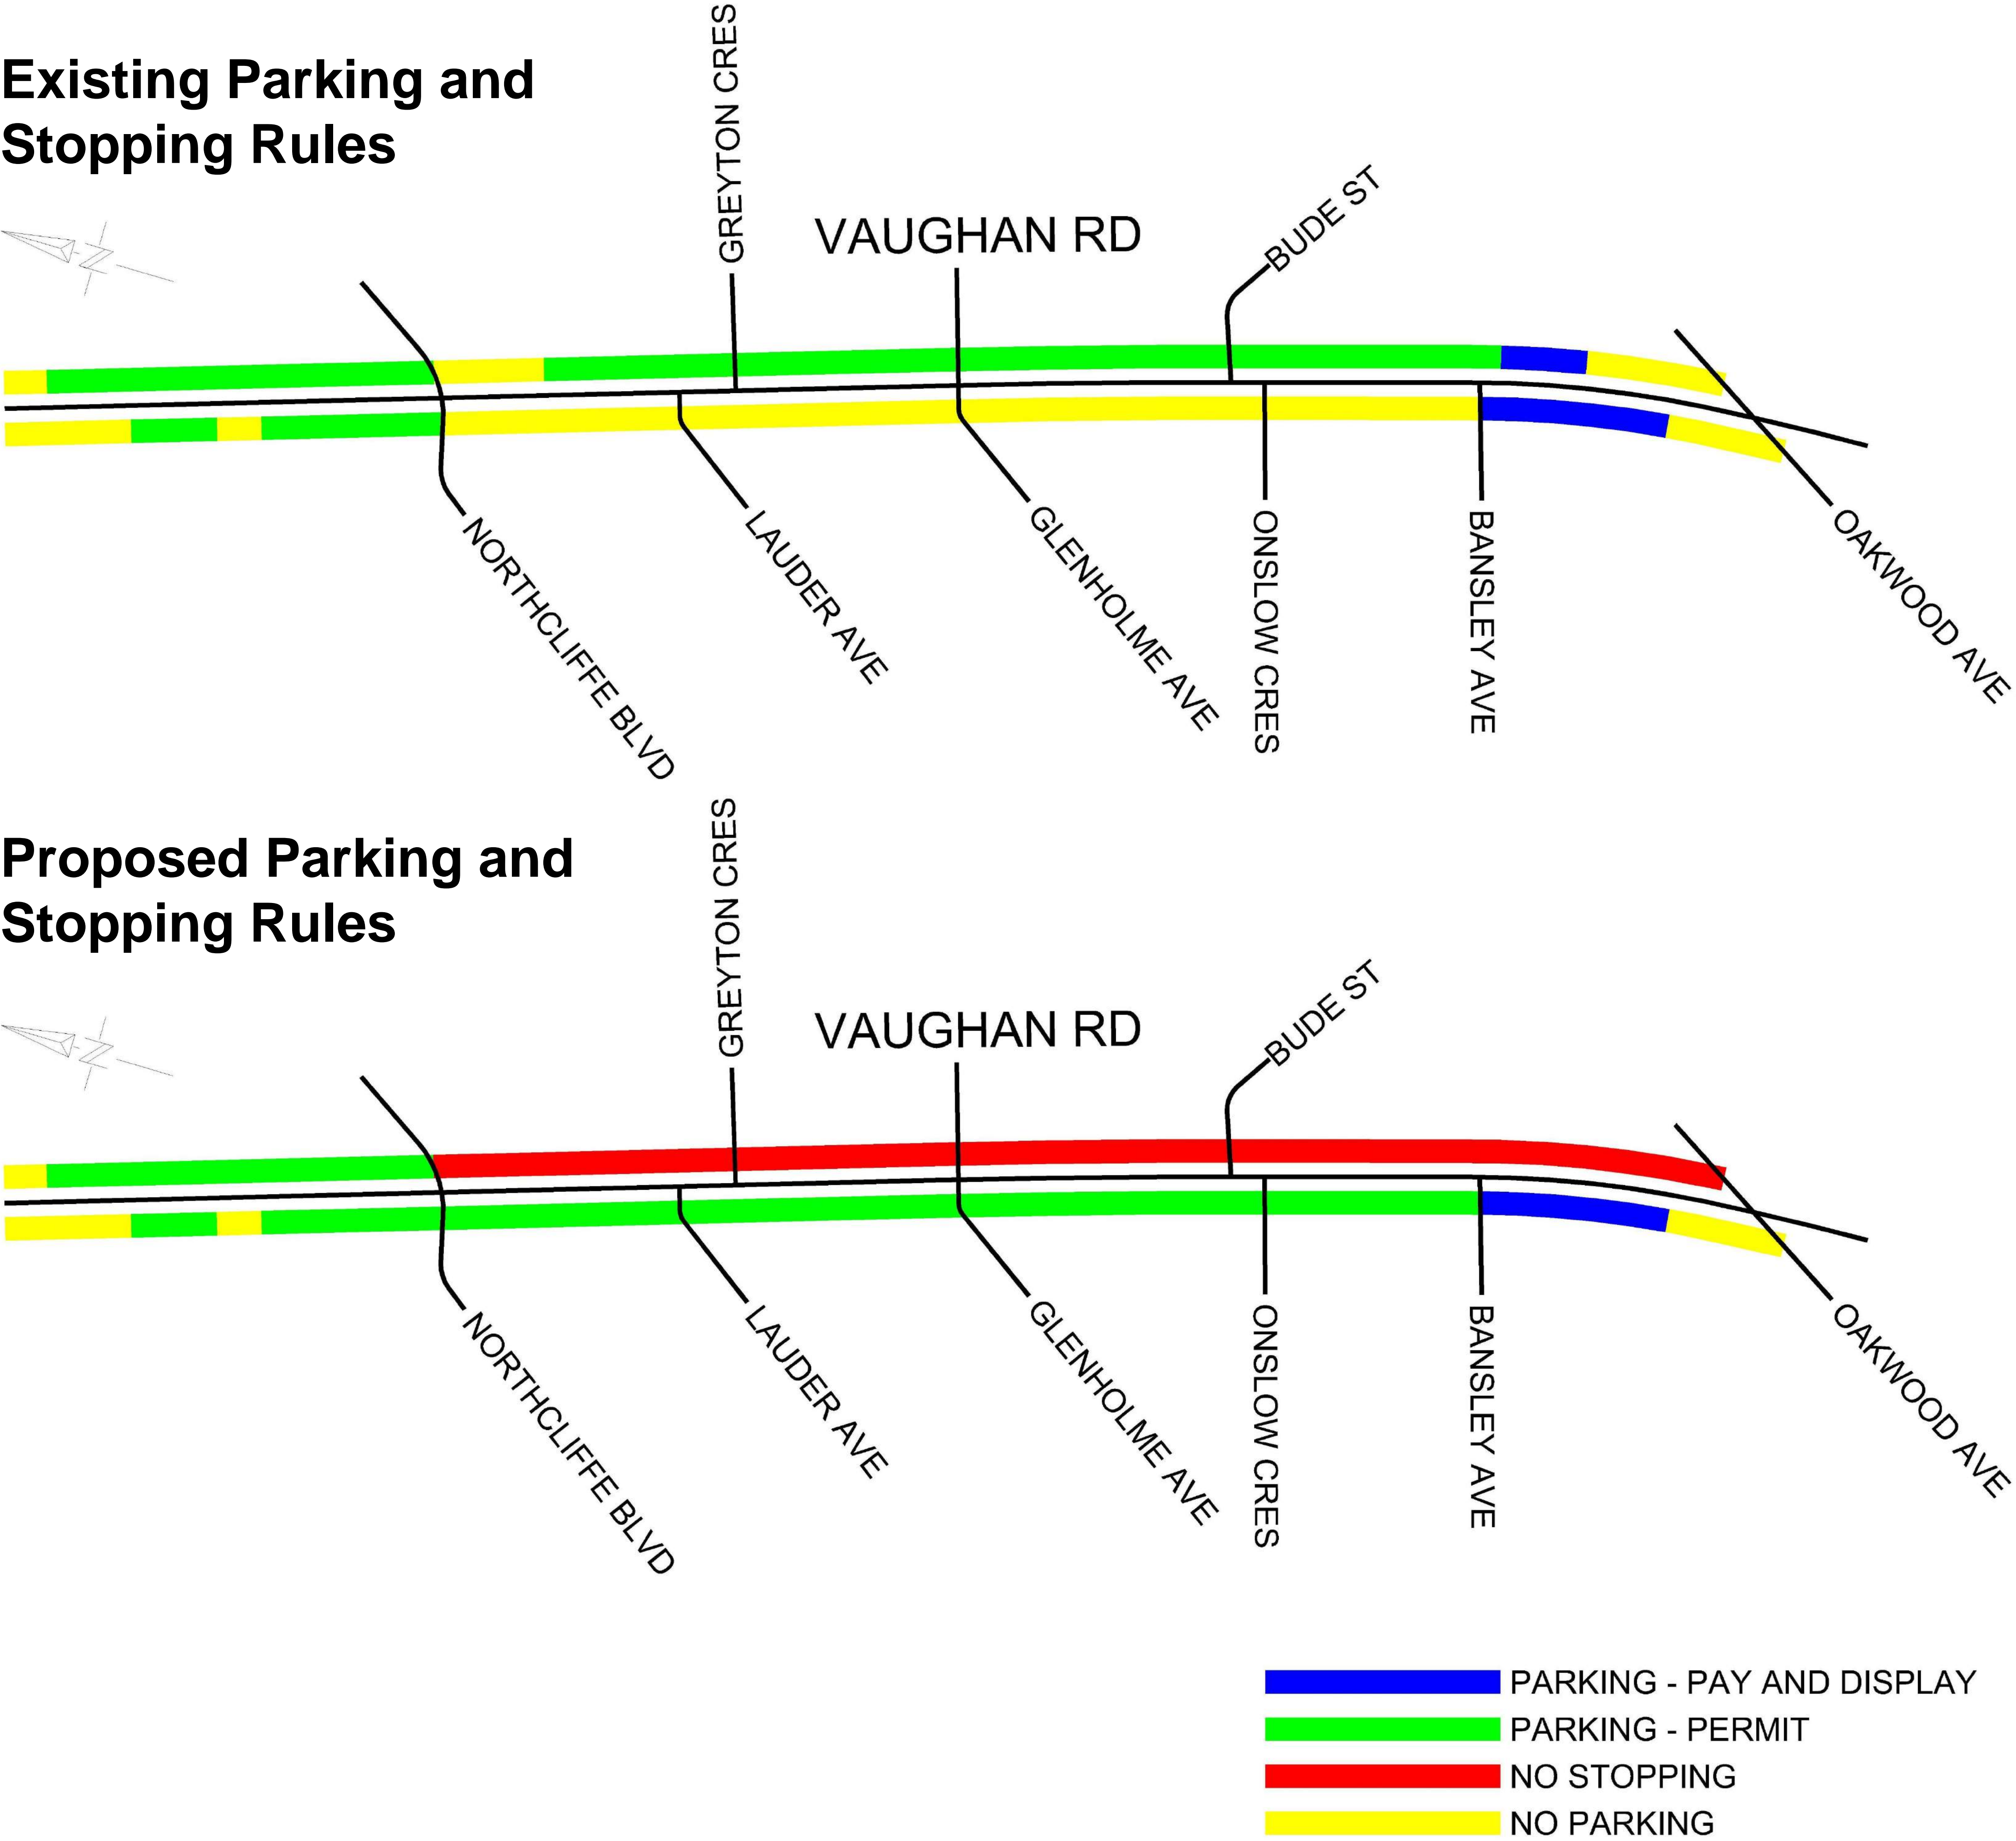 Existing Parking and
Stopping Rules
GREYTON CRES
VAUGHAN RD
BUDE ST
NORTHCLIFFE BLVD
LAUDER AVE
GLENHOLME AVE
ONSLOW CRES
BANSLEY AVE
OAKWOOD AVE
Proposed Parking and
Stopping Rules
GREYTON CRES
VAUGHAN RD
BUDE ST
NORTHCLIFFE BLVD
LAUDER AVE
GLENHOLME AVE
ONSLOW CRES
BANSLEY AVE
OAKWOOD AVE
PARKING - PAY AND DISPLAY
PARKING - PERMIT
NO STOPPING
NO PARKING